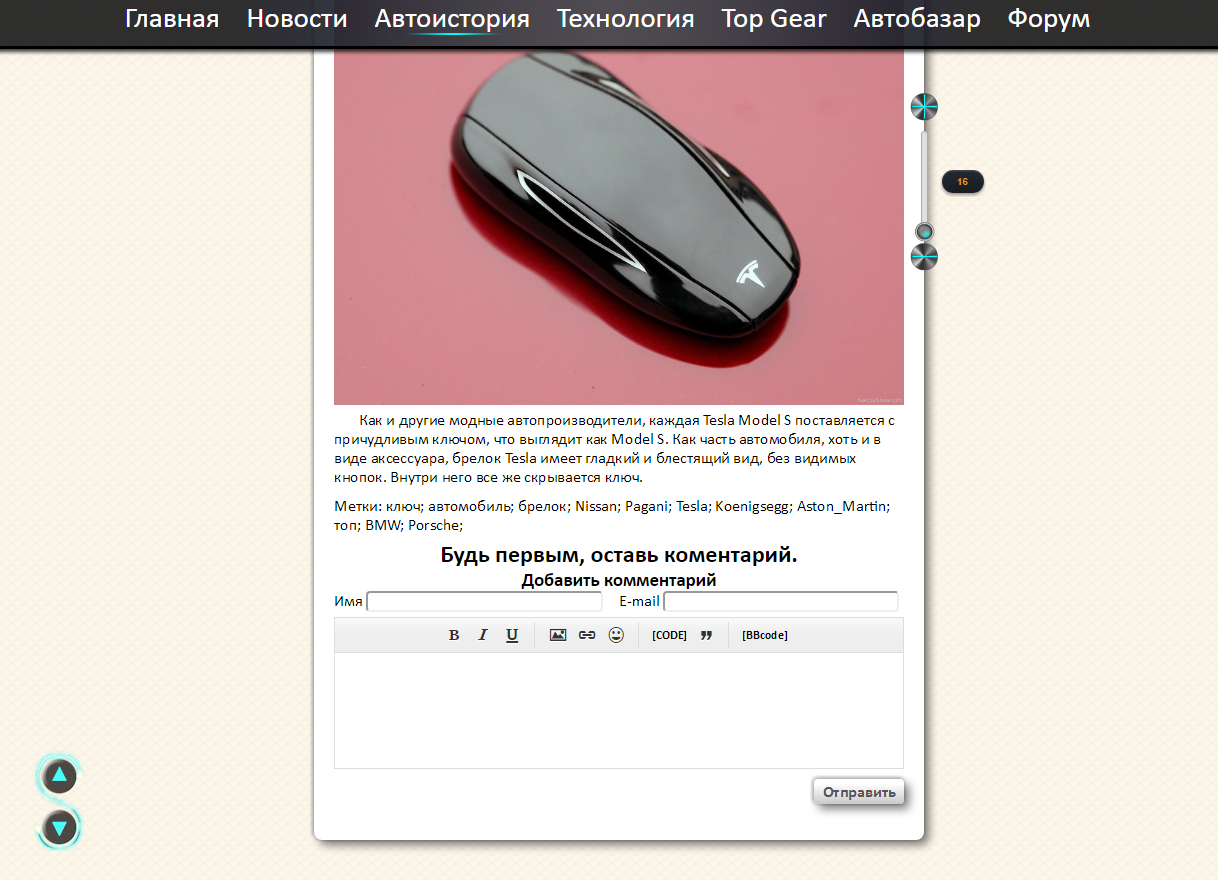 Главная Новости Автоистория Технология Top Gear Автобазар Форум
16
Как и другие модные автопроизводители, каждая Tesla Model S поставляется с
причудливым ключом, что выглядит как Model S. Как часть автомобиля, хоть и в
виде аксессуара, брелок Tesla имеет гладкий и блестящий вид, без видимых
кнопок. Внутри него все же скрывается ключ.
Метки: ключ; автомобиль; брелок; Nissan; Pagani; Tesla; Koenigsegg; Aston_Martin;
топ; BMW; Porsche;
Будь первым, оставь коментарий.
Добавить комментарий
Имя E-mail
B I U [CODE] [BBcode]
Отправить